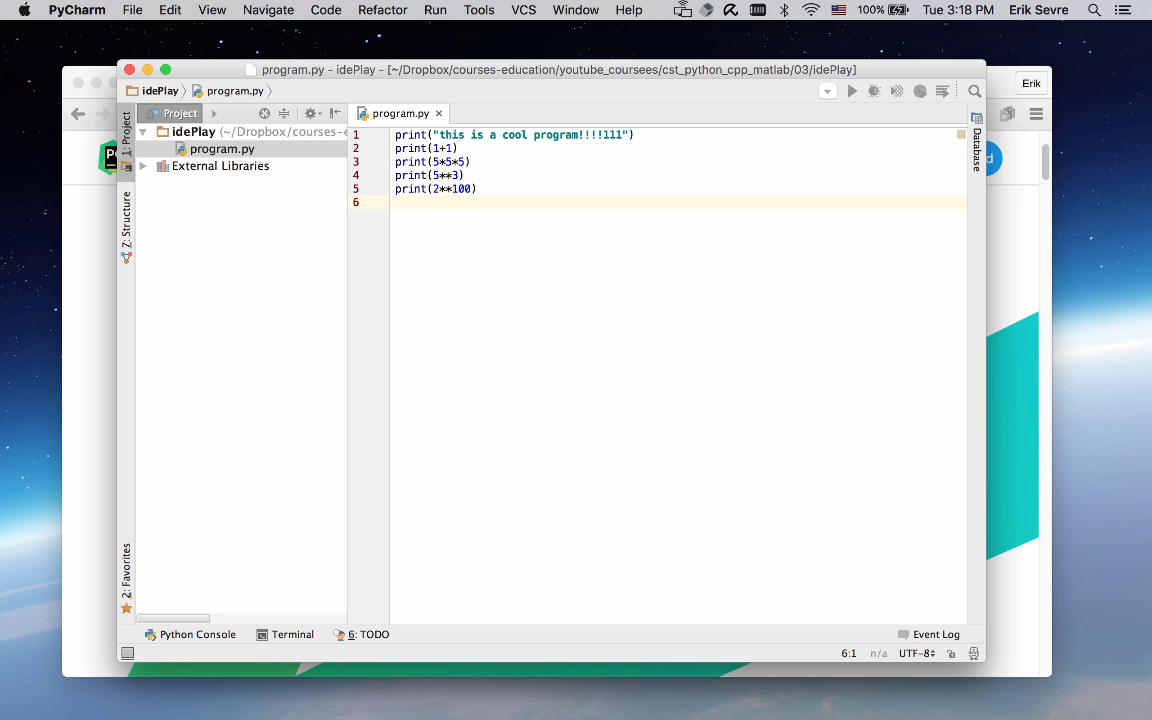 PyCharm File Edit View Navigate Code Refactor Run Tools VCS Window Help 100% Tue 3:18 PM Erik Sevre
program.py - idePlay - [~/Dropbox/courses-education/youtube_coursees/cst_python_cpp_matlab/03/idePlay]
Erik
idePlay program.py
1: Project
Project
program.py
idePlay (~/Dropbox/courses-e
program.py
External Libraries
1 print("this is a cool program!!!!111")
2 print(1+1)
3 print(5*5*5)
4 print(5**3)
5 print(2**100)
6
Database
d
Z: Structure
2: Favorites
Python Console Terminal 6: TODO Event Log
6:1 n/a UTF-8